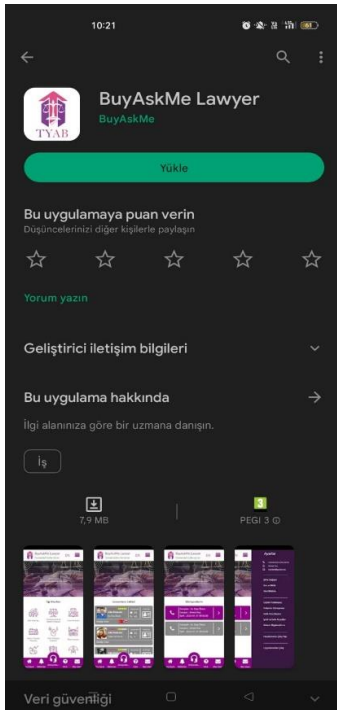 10:21
BuyAskMe Lawyer
BuyAskMe
TYAB
Yükle
Bu uygulamaya puan verin
Düşüncelerinizi diğer kişilerle paylaşın
Yorum yazın
Geliştirici iletişim bilgileri
Bu uygulama hakkında
İlgi alanınıza göre bir uzmana danışın.
İş
3
7,9 MB
PEGI 3
Veri güvenliği